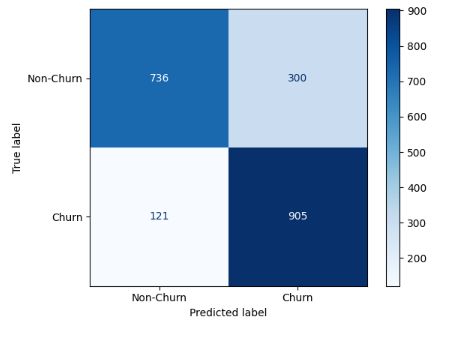 True label
Non-Churn
736
300
Churn
121
905
Non-Churn
Churn
Predicted label
900
800
700
600
500
400
300
200